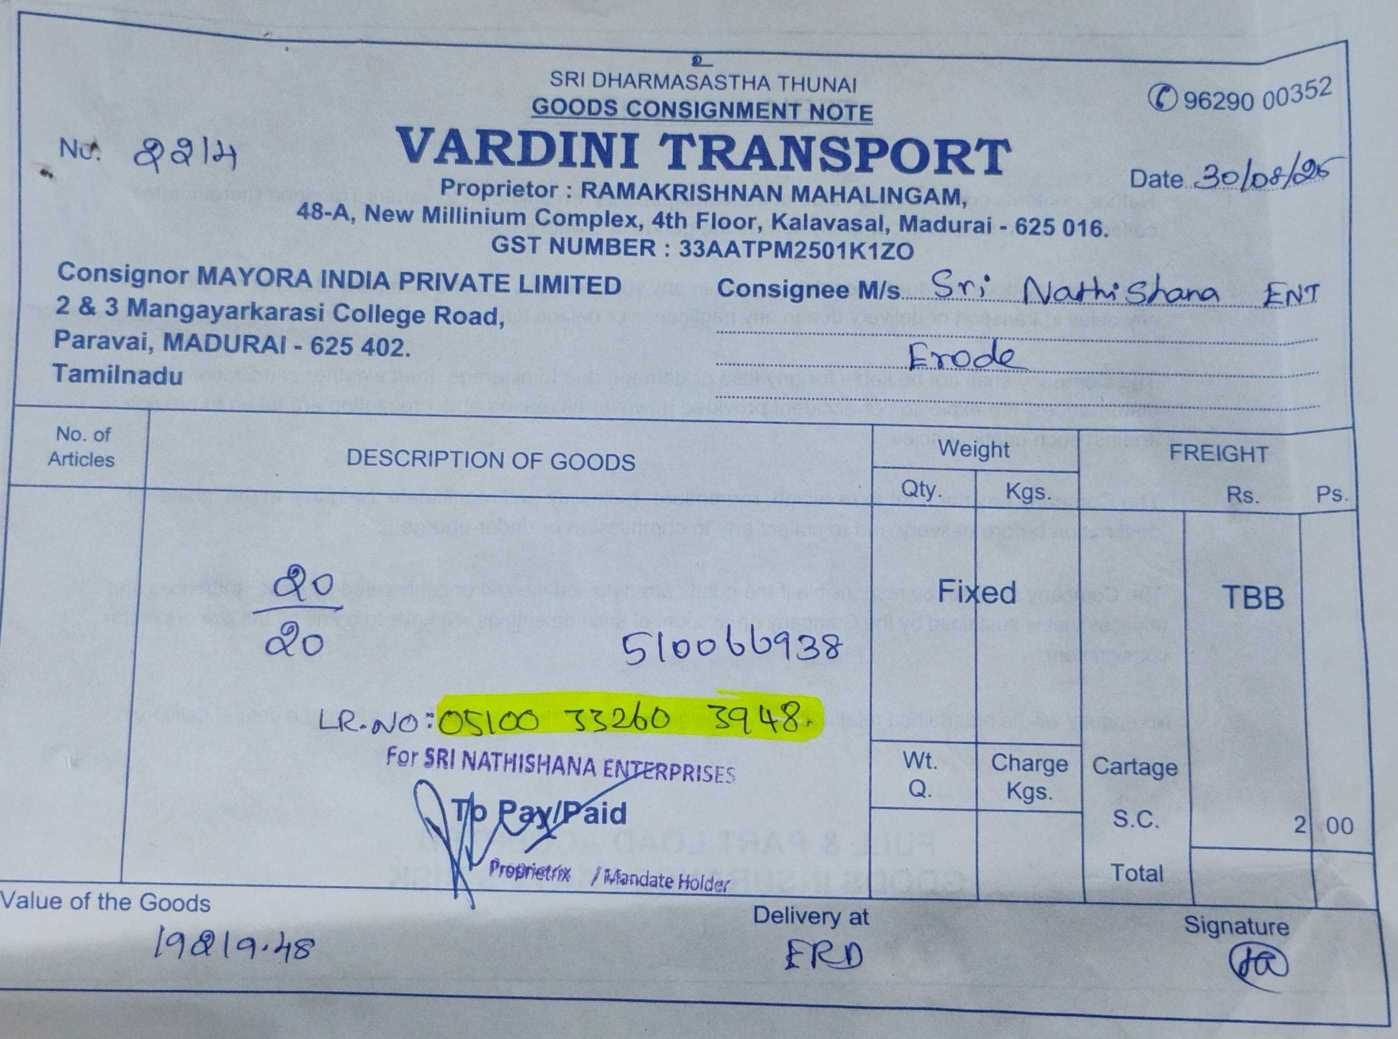 SRI DHARMASASTHA THUNAI
GOODS CONSIGNMENT NOTE
96290 00352
No. 2214
VARDINI TRANSPORT
Date 30/08/25
Proprietor : RAMAKRISHNAN MAHALINGAM,
48-A, New Millinium Complex, 4th Floor, Kalavasal, Madurai - 625 016.
GST NUMBER : 33AATPM2501K1ZO
Consignor MAYORA INDIA PRIVATE LIMITED
2 & 3 Mangayarkarasi College Road,
Paravai, MADURAI - 625 402.
Tamilnadu
Consignee M/s. Sri Nathishana ENT
Erode
No. of
Articles
DESCRIPTION OF GOODS
Weight
Qty. Kgs.
FREIGHT
Rs. Ps.
20
20
510066938
Fixed
TBB
LR.NO: 05100 33260 3948.
For SRI NATHISHANA ENTERPRISES
To Pay/Paid
Proprietrix / Mandate Holder
Wt.
Q.
Charge
Kgs.
Cartage
S.C. 2 00
Total
Value of the Goods
19219.48
Delivery at
ERD
Signature